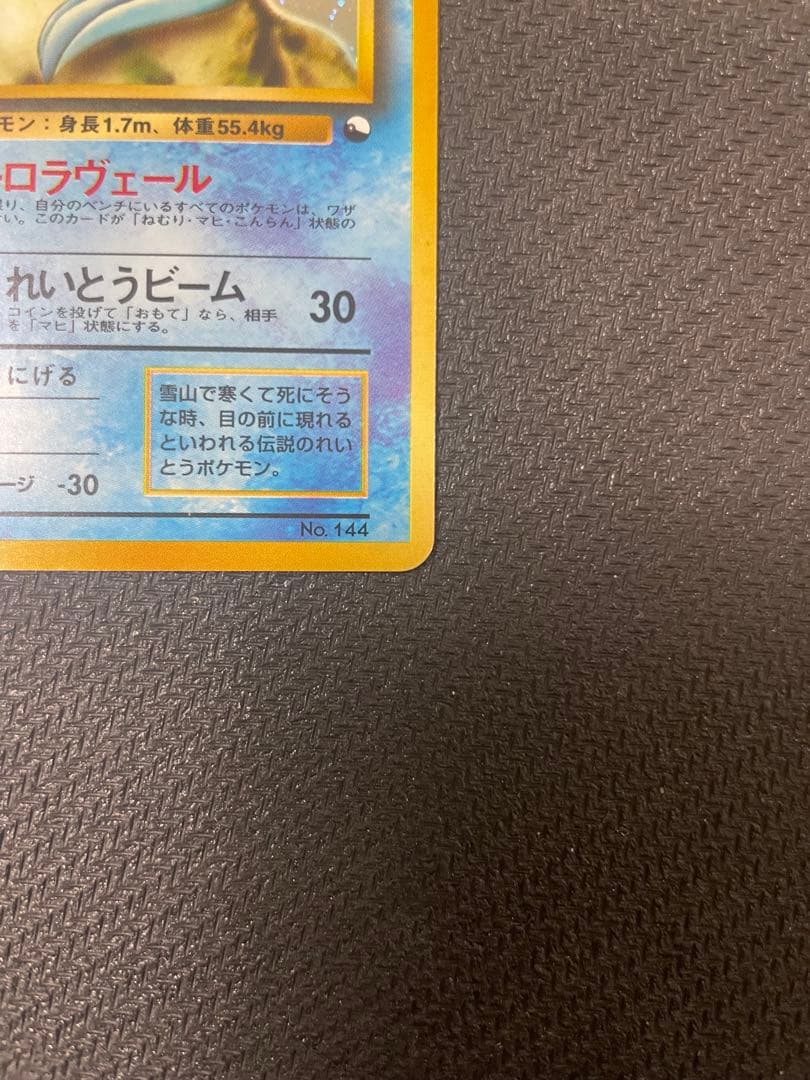 モン：身長1.7m、体重55.4kg
ロラヴェール
り、自分のベンチにいるすべてのポケモンは、ワザ
い。このカードが「ねむり・マヒ・こんらん」状態の
れいとうビーム 30
コインを投げて「おもて」なら、相手
を「マヒ」状態にする。
にげる
雪山で寒くて死にそう
な時、目の前に現れる
といわれる伝説のれい
とうポケモン。
ージ -30
No. 144